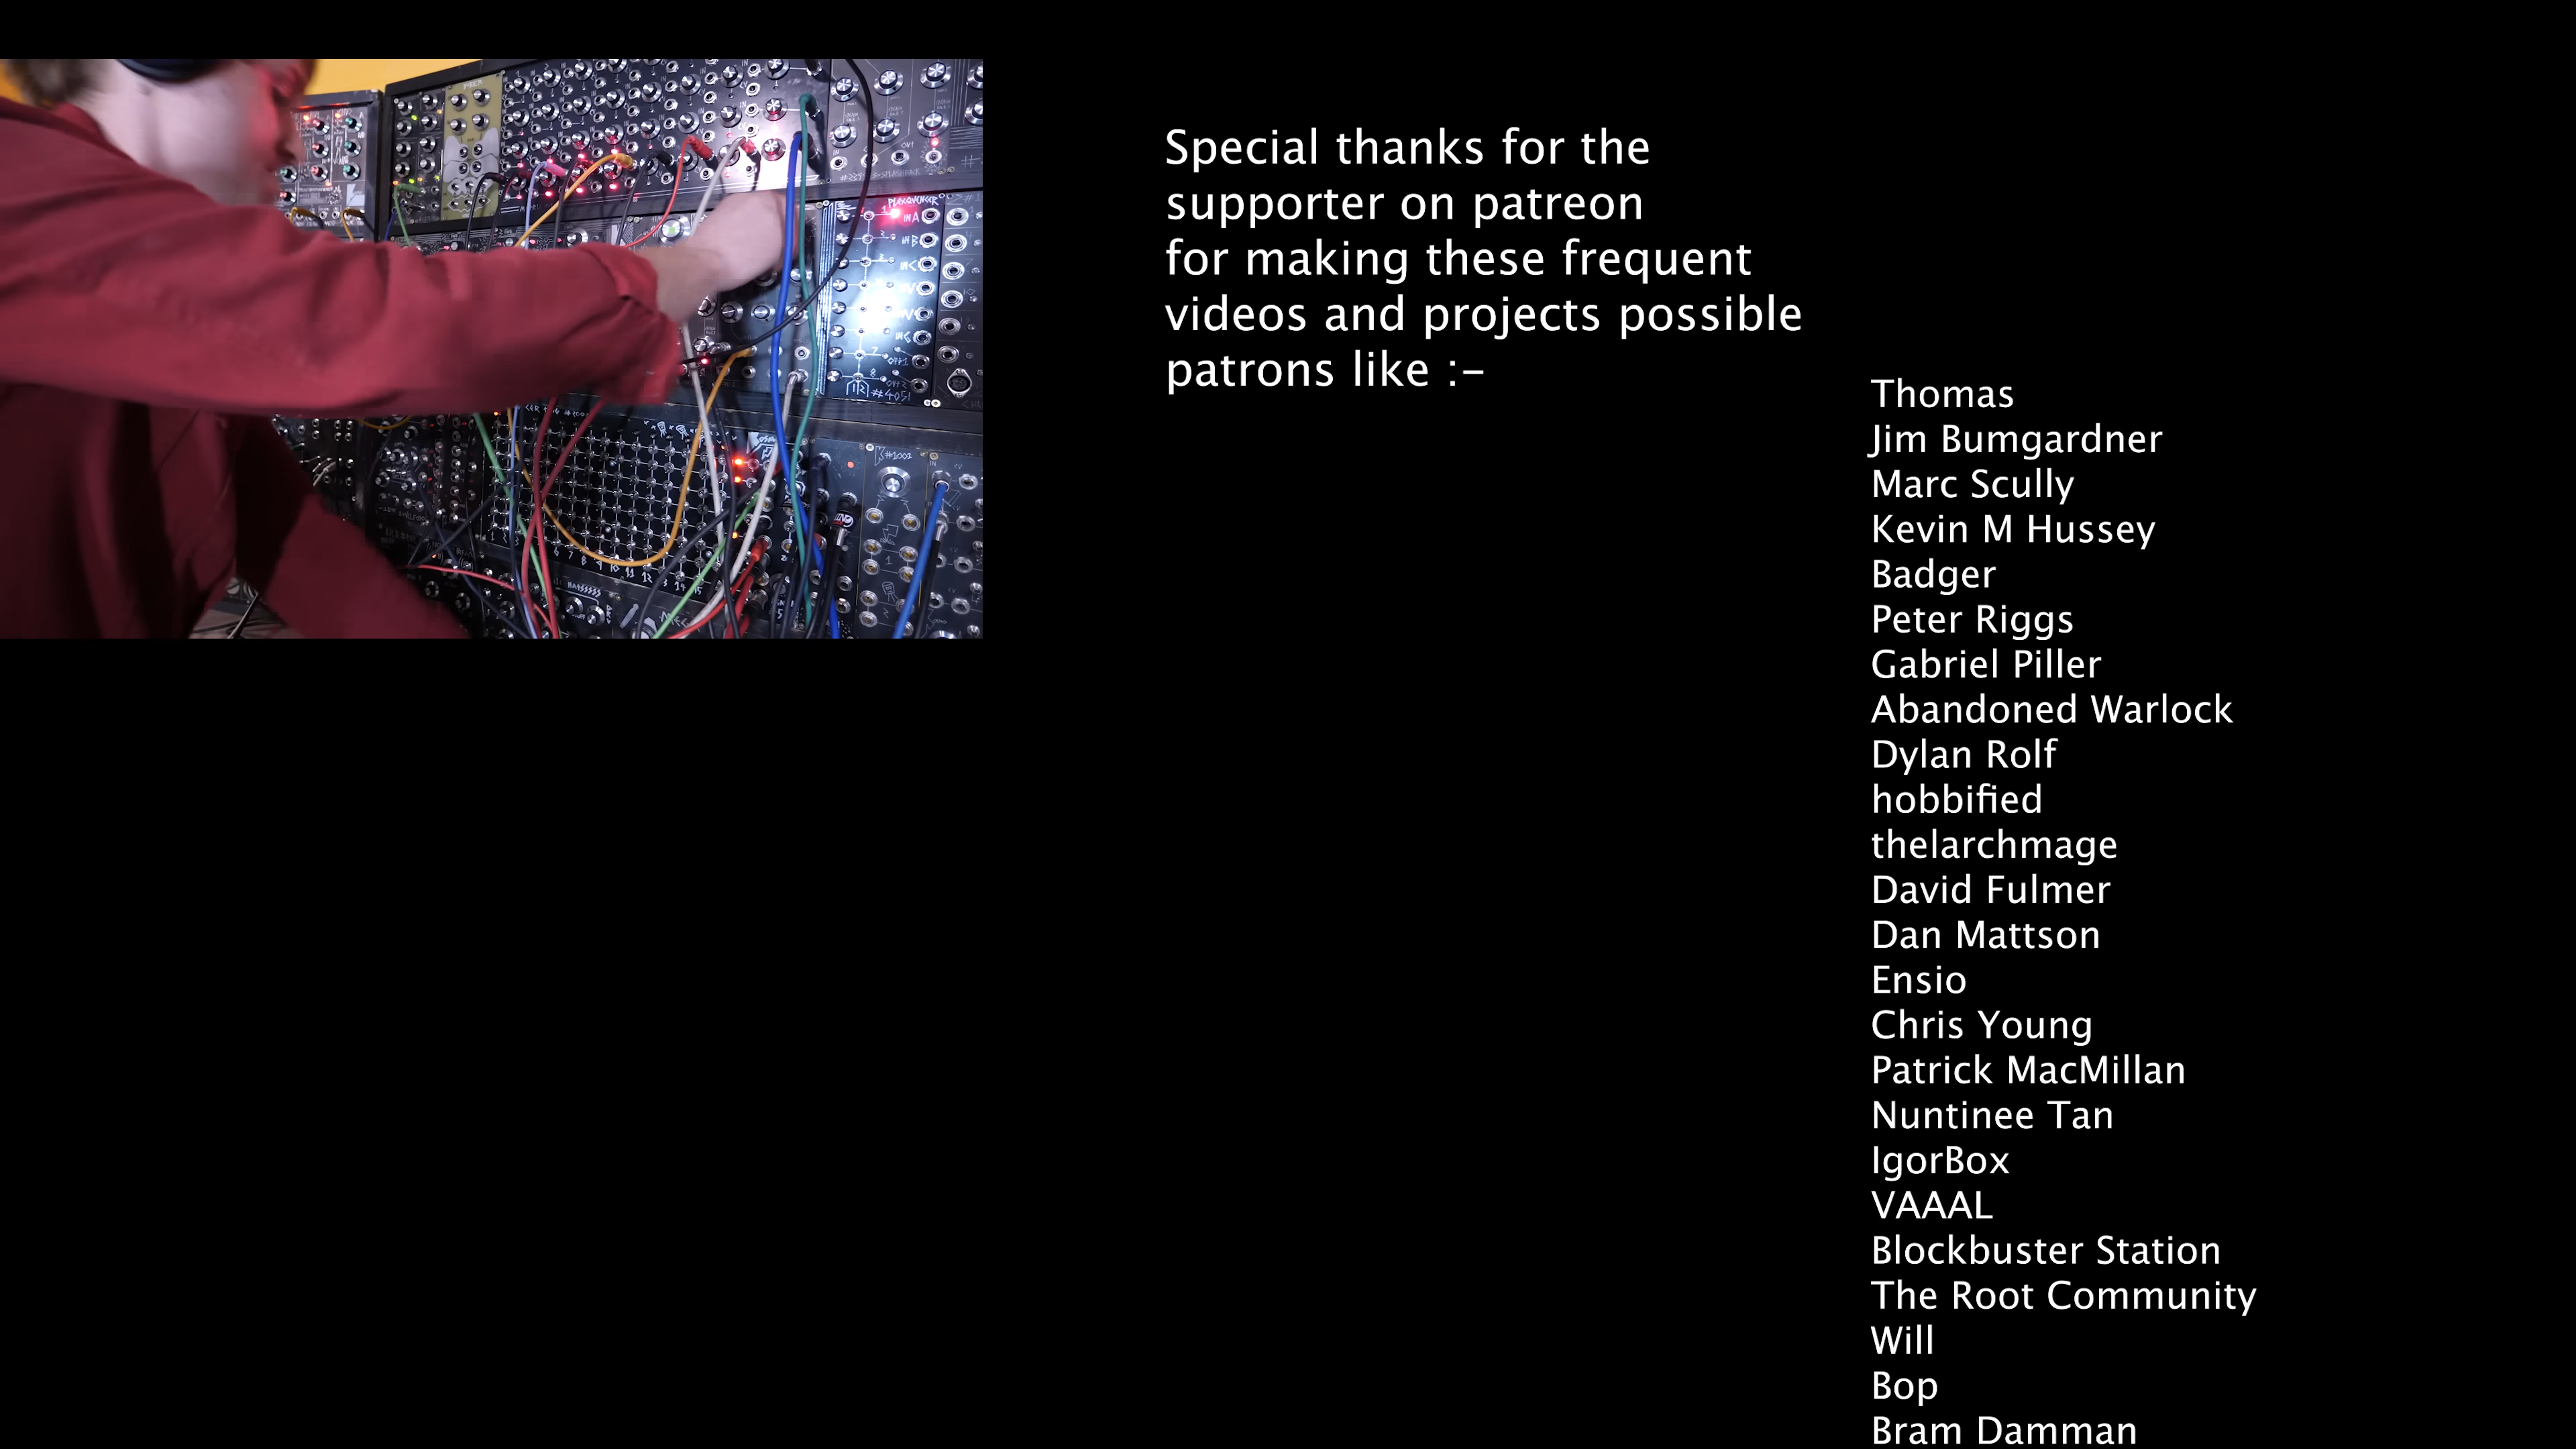 Special thanks for the
supporter on patreon
for making these frequent
videos and projects possible
patrons like :-
Thomas
Jim Bumgardner
Marc Scully
Kevin M Hussey
Badger
Peter Riggs
Gabriel Piller
Abandoned Warlock
Dylan Rolf
hobbified
thelarchmage
David Fulmer
Dan Mattson
Ensio
Chris Young
Patrick MacMillan
Nuntinee Tan
IgorBox
VAAAL
Blockbuster Station
The Root Community
Will
Bop
Bram Damman